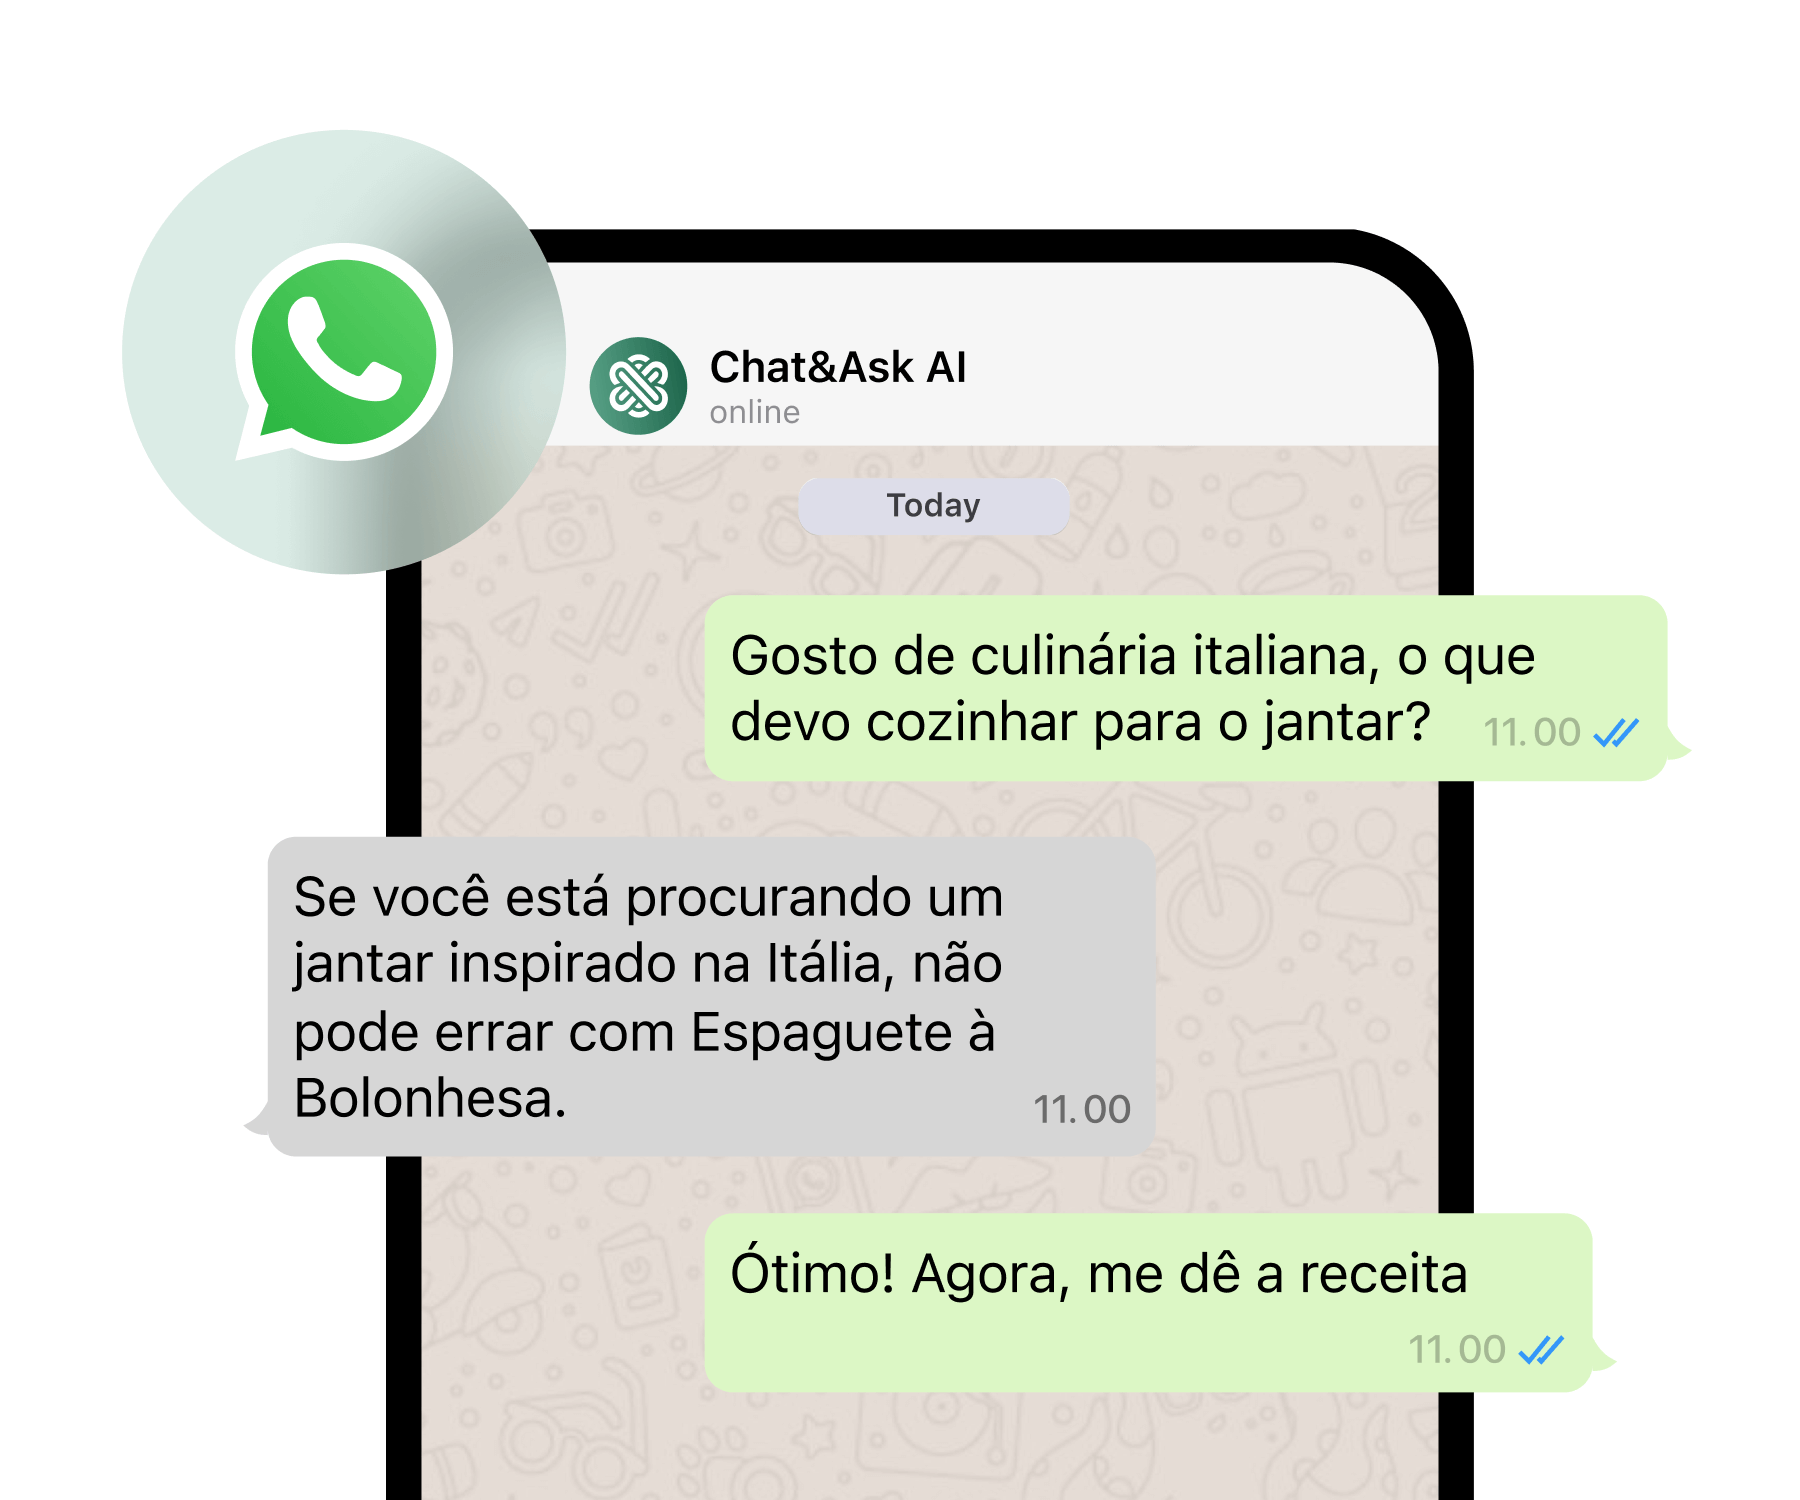 Chat&Ask AI
online
Today
Gosto de culinária italiana, o que
devo cozinhar para o jantar?
11.00
Se você está procurando um
jantar inspirado na Itália, não
pode errar com Espaguete à
Bolonhesa.
11.00
Ótimo! Agora, me dê a receita
11.00